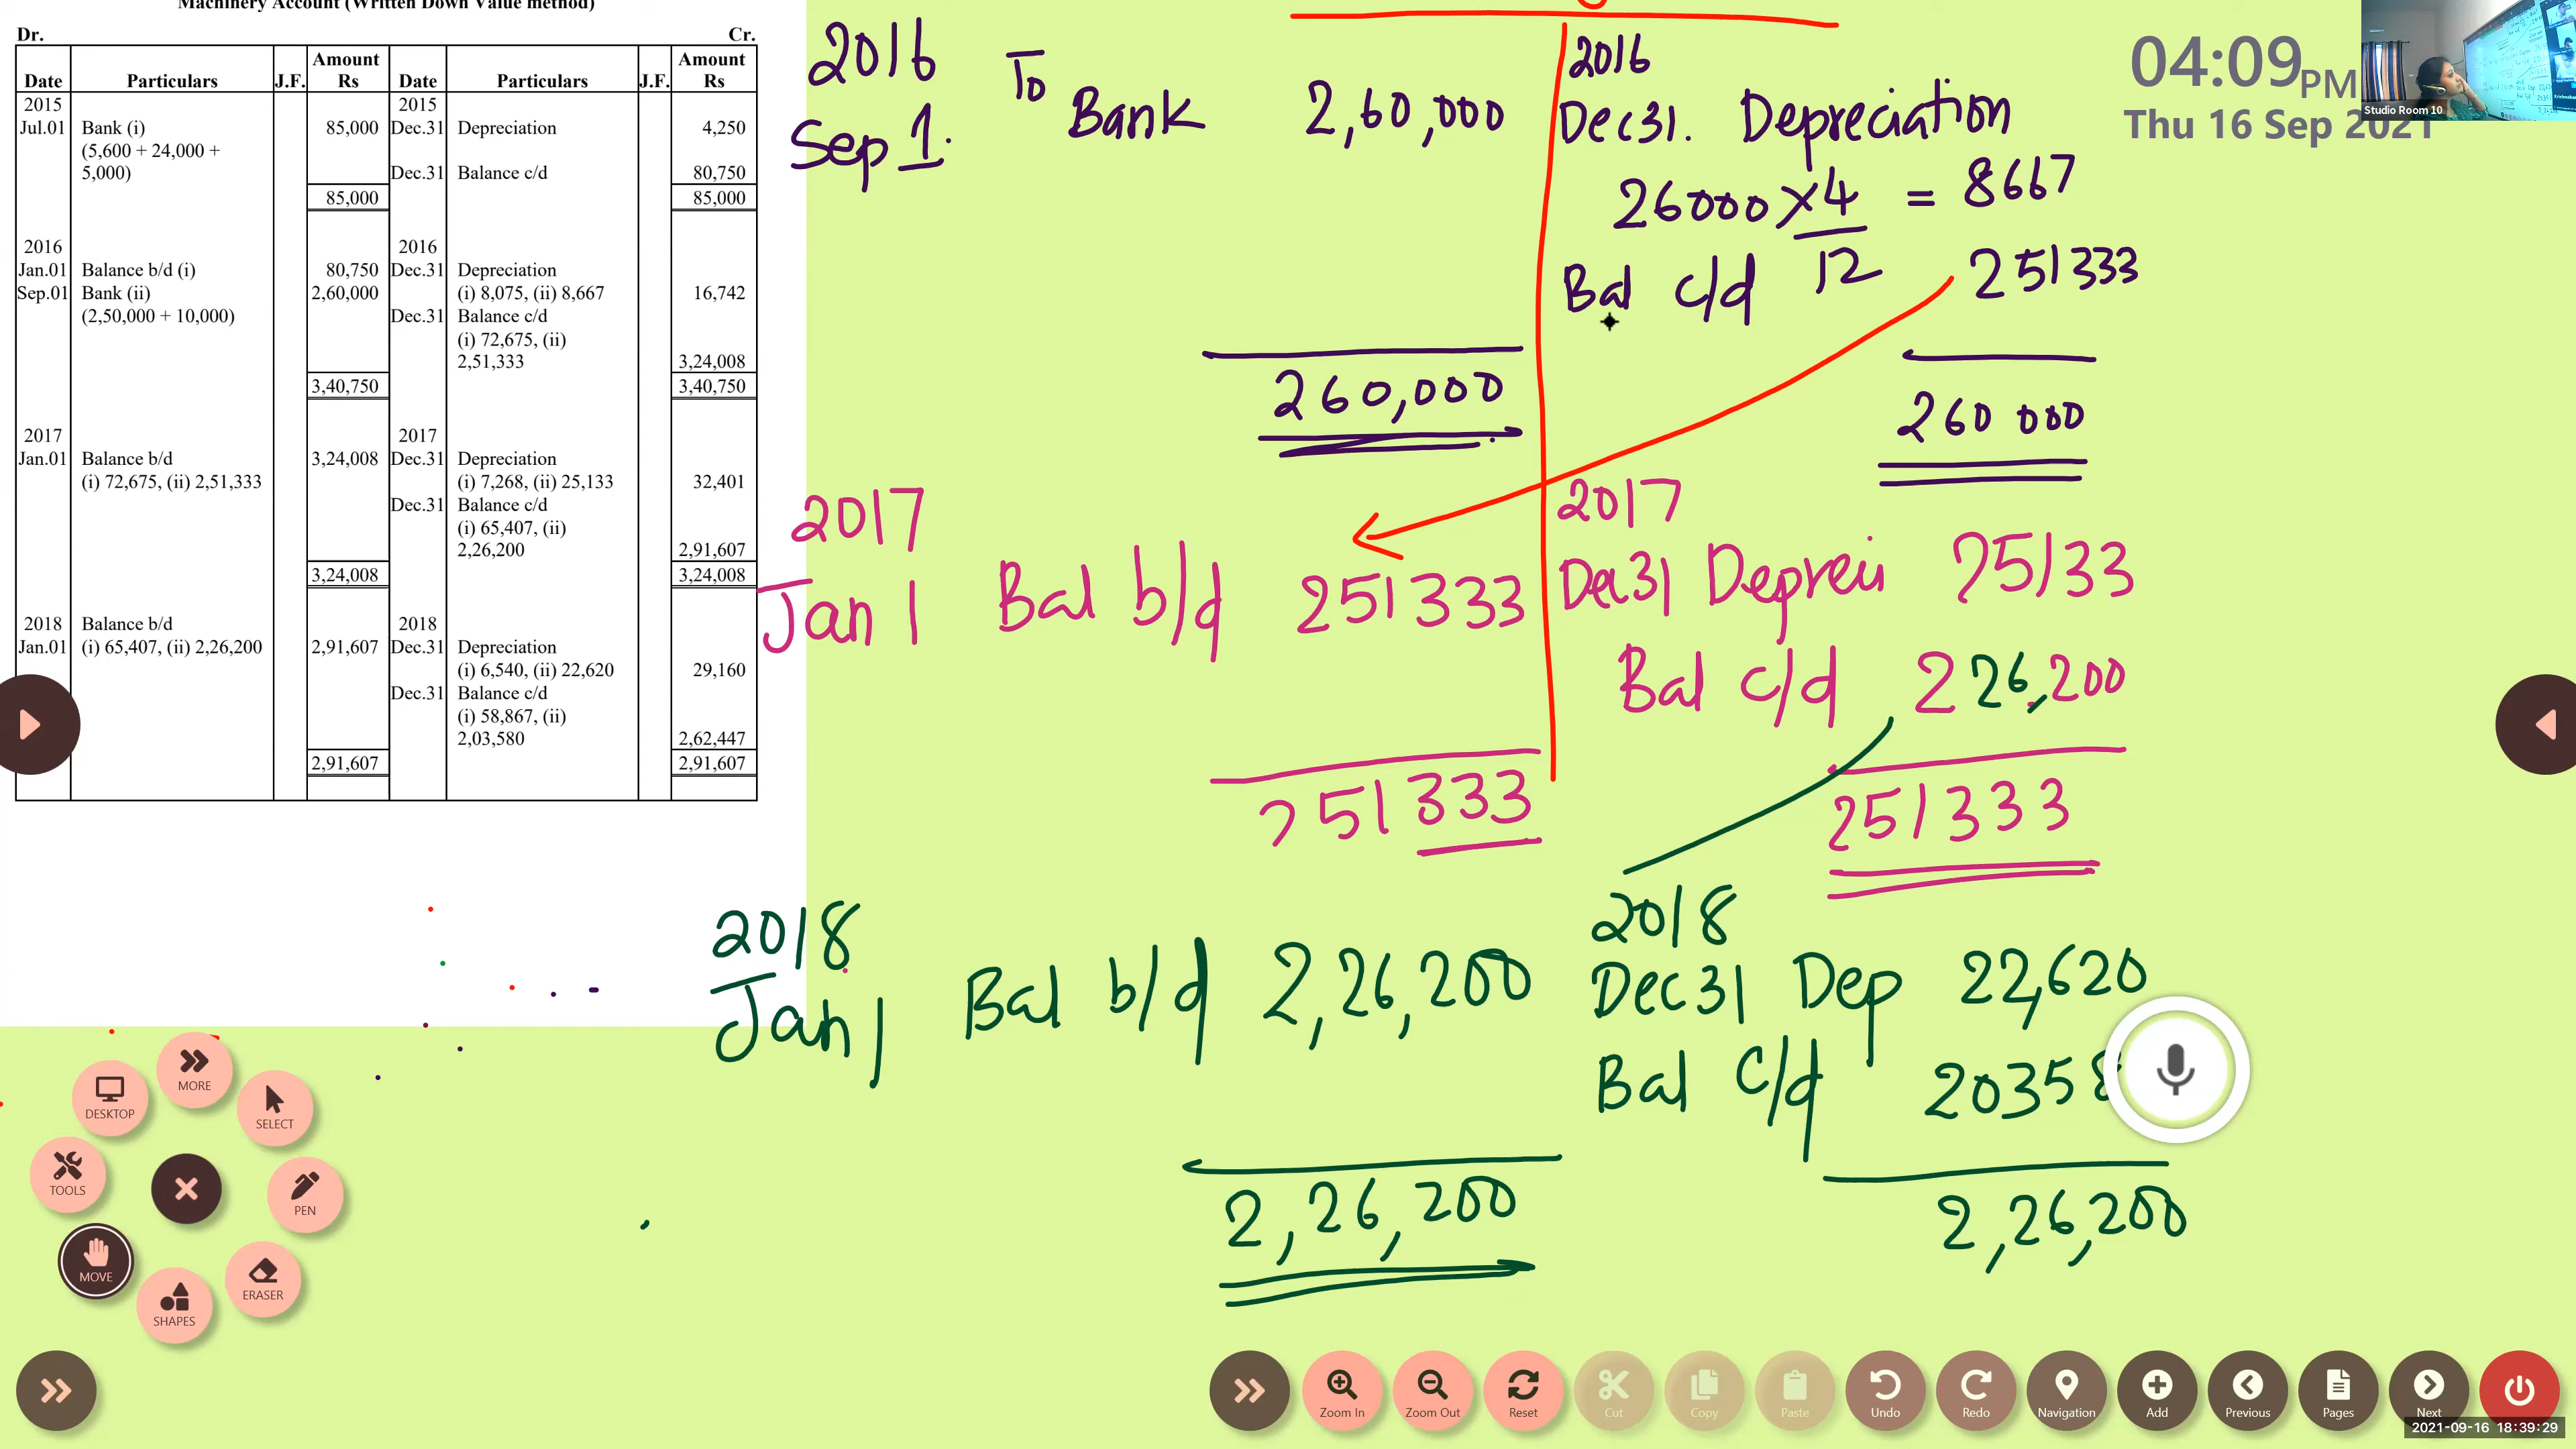 Machinery Account (Written Down Value method)
Dr. Cr.
Date Particulars J.F. Amount Rs Date Particulars J.F. Amount Rs
2015 2015
Jul.01 Bank (i) 85,000 Dec.31 Depreciation 4,250
(5,600 + 24,000 +
5,000) Dec.31 Balance c/d 80,750
85,000 85,000
2016 2016
Jan.01 Balance b/d (i) 80,750 Dec.31 Depreciation
Sep.01 Bank (ii) 2,60,000 (i) 8,075, (ii) 8,667 16,742
(2,50,000 + 10,000) Dec.31 Balance c/d
(i) 72,675, (ii)
2,51,333 3,24,008
3,40,750 3,40,750
2017 2017
Jan.01 Balance b/d 3,24,008 Dec.31 Depreciation
(i) 72,675, (ii) 2,51,333 (i) 7,268, (ii) 25,133 32,401
Dec.31 Balance c/d
(i) 65,407, (ii)
2,26,200 2,91,607
3,24,008 3,24,008
2018 Balance b/d 2018
Jan.01 (i) 65,407, (ii) 2,26,200 2,91,607 Dec.31 Depreciation
(i) 6,540, (ii) 22,620 29,160
Dec.31 Balance c/d
(i) 58,867, (ii)
2,03,580 2,62,447
2,91,607 2,91,607
2016 2016
Sep 1. To Bank 2,60,000 Dec31. Depreciation
26000 x 4/12 = 8667
Bal c/d 251333
260,000 260 000
2017 2017
Jan 1 Bal b/d 251333 Dec31 Deprei 25133
Bal c/d 226,200
251333 251333
2018 2018
Jan 1 Bal b/d 2,26,200 Dec31 Dep 22,620
Bal c/d 20358
2,26,200 2,26,200
04:09 PM
Thu 16 Sep 2021
Studio Room 10
MORE
DESKTOP
SELECT
TOOLS
PEN
MOVE
ERASER
SHAPES
Zoom In Zoom Out Reset Cut Copy Paste Undo Redo Navigation Add Previous Pages Next
2021-09-16 18:39:29